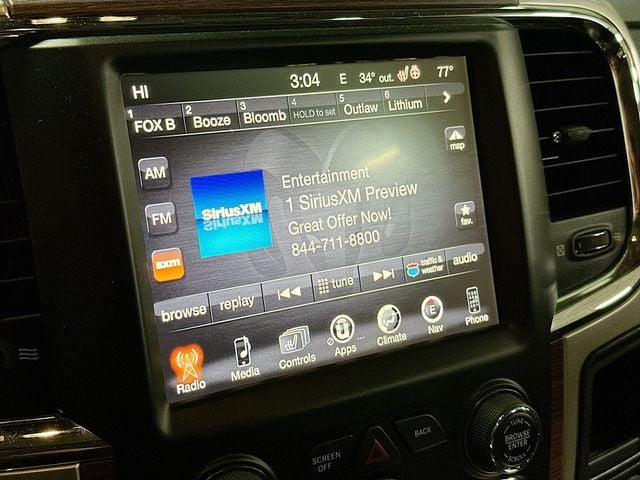 HI 3:04 E 34° out. 77°
1 FOX B 2 Booze 3 Bloomb 4 HOLD to set 5 Outlaw 6 Lithium
AM
map
FM
SiriusXM
Entertainment
1 SiriusXM Preview
Great Offer Now!
844-711-8800
fav.
sxm
browse replay tune traffic & weather audio
Radio Media Controls Apps... Climate E Nav Phone
SCREEN OFF
BACK
TUNE
BROWSE
ENTER
SCROLL